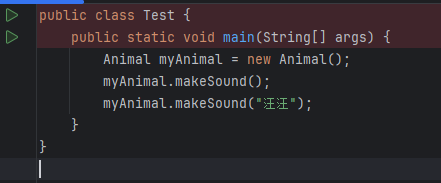 public class Test {
    public static void main(String[] args) {
        Animal myAnimal = new Animal();
        myAnimal.makeSound();
        myAnimal.makeSound("汪汪");
    }
}